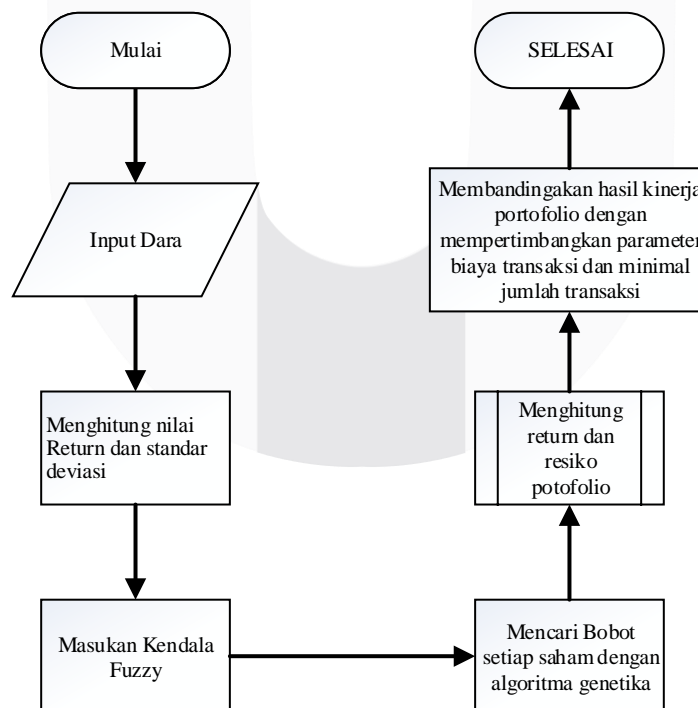 Mulai
Input Dara
Menghitung nilai
Return dan standar
deviasi
Masukan Kendala
Fuzzy
Mencari Bobot
setiap saham dengan
algoritma genetika
Menghitung
return dan
resiko
potofolio
Membandingakan hasil kinerja
portofolio dengan
mempertimbangkan parameter
biaya transaksi dan minimal
jumlah transaksi
SELESAI